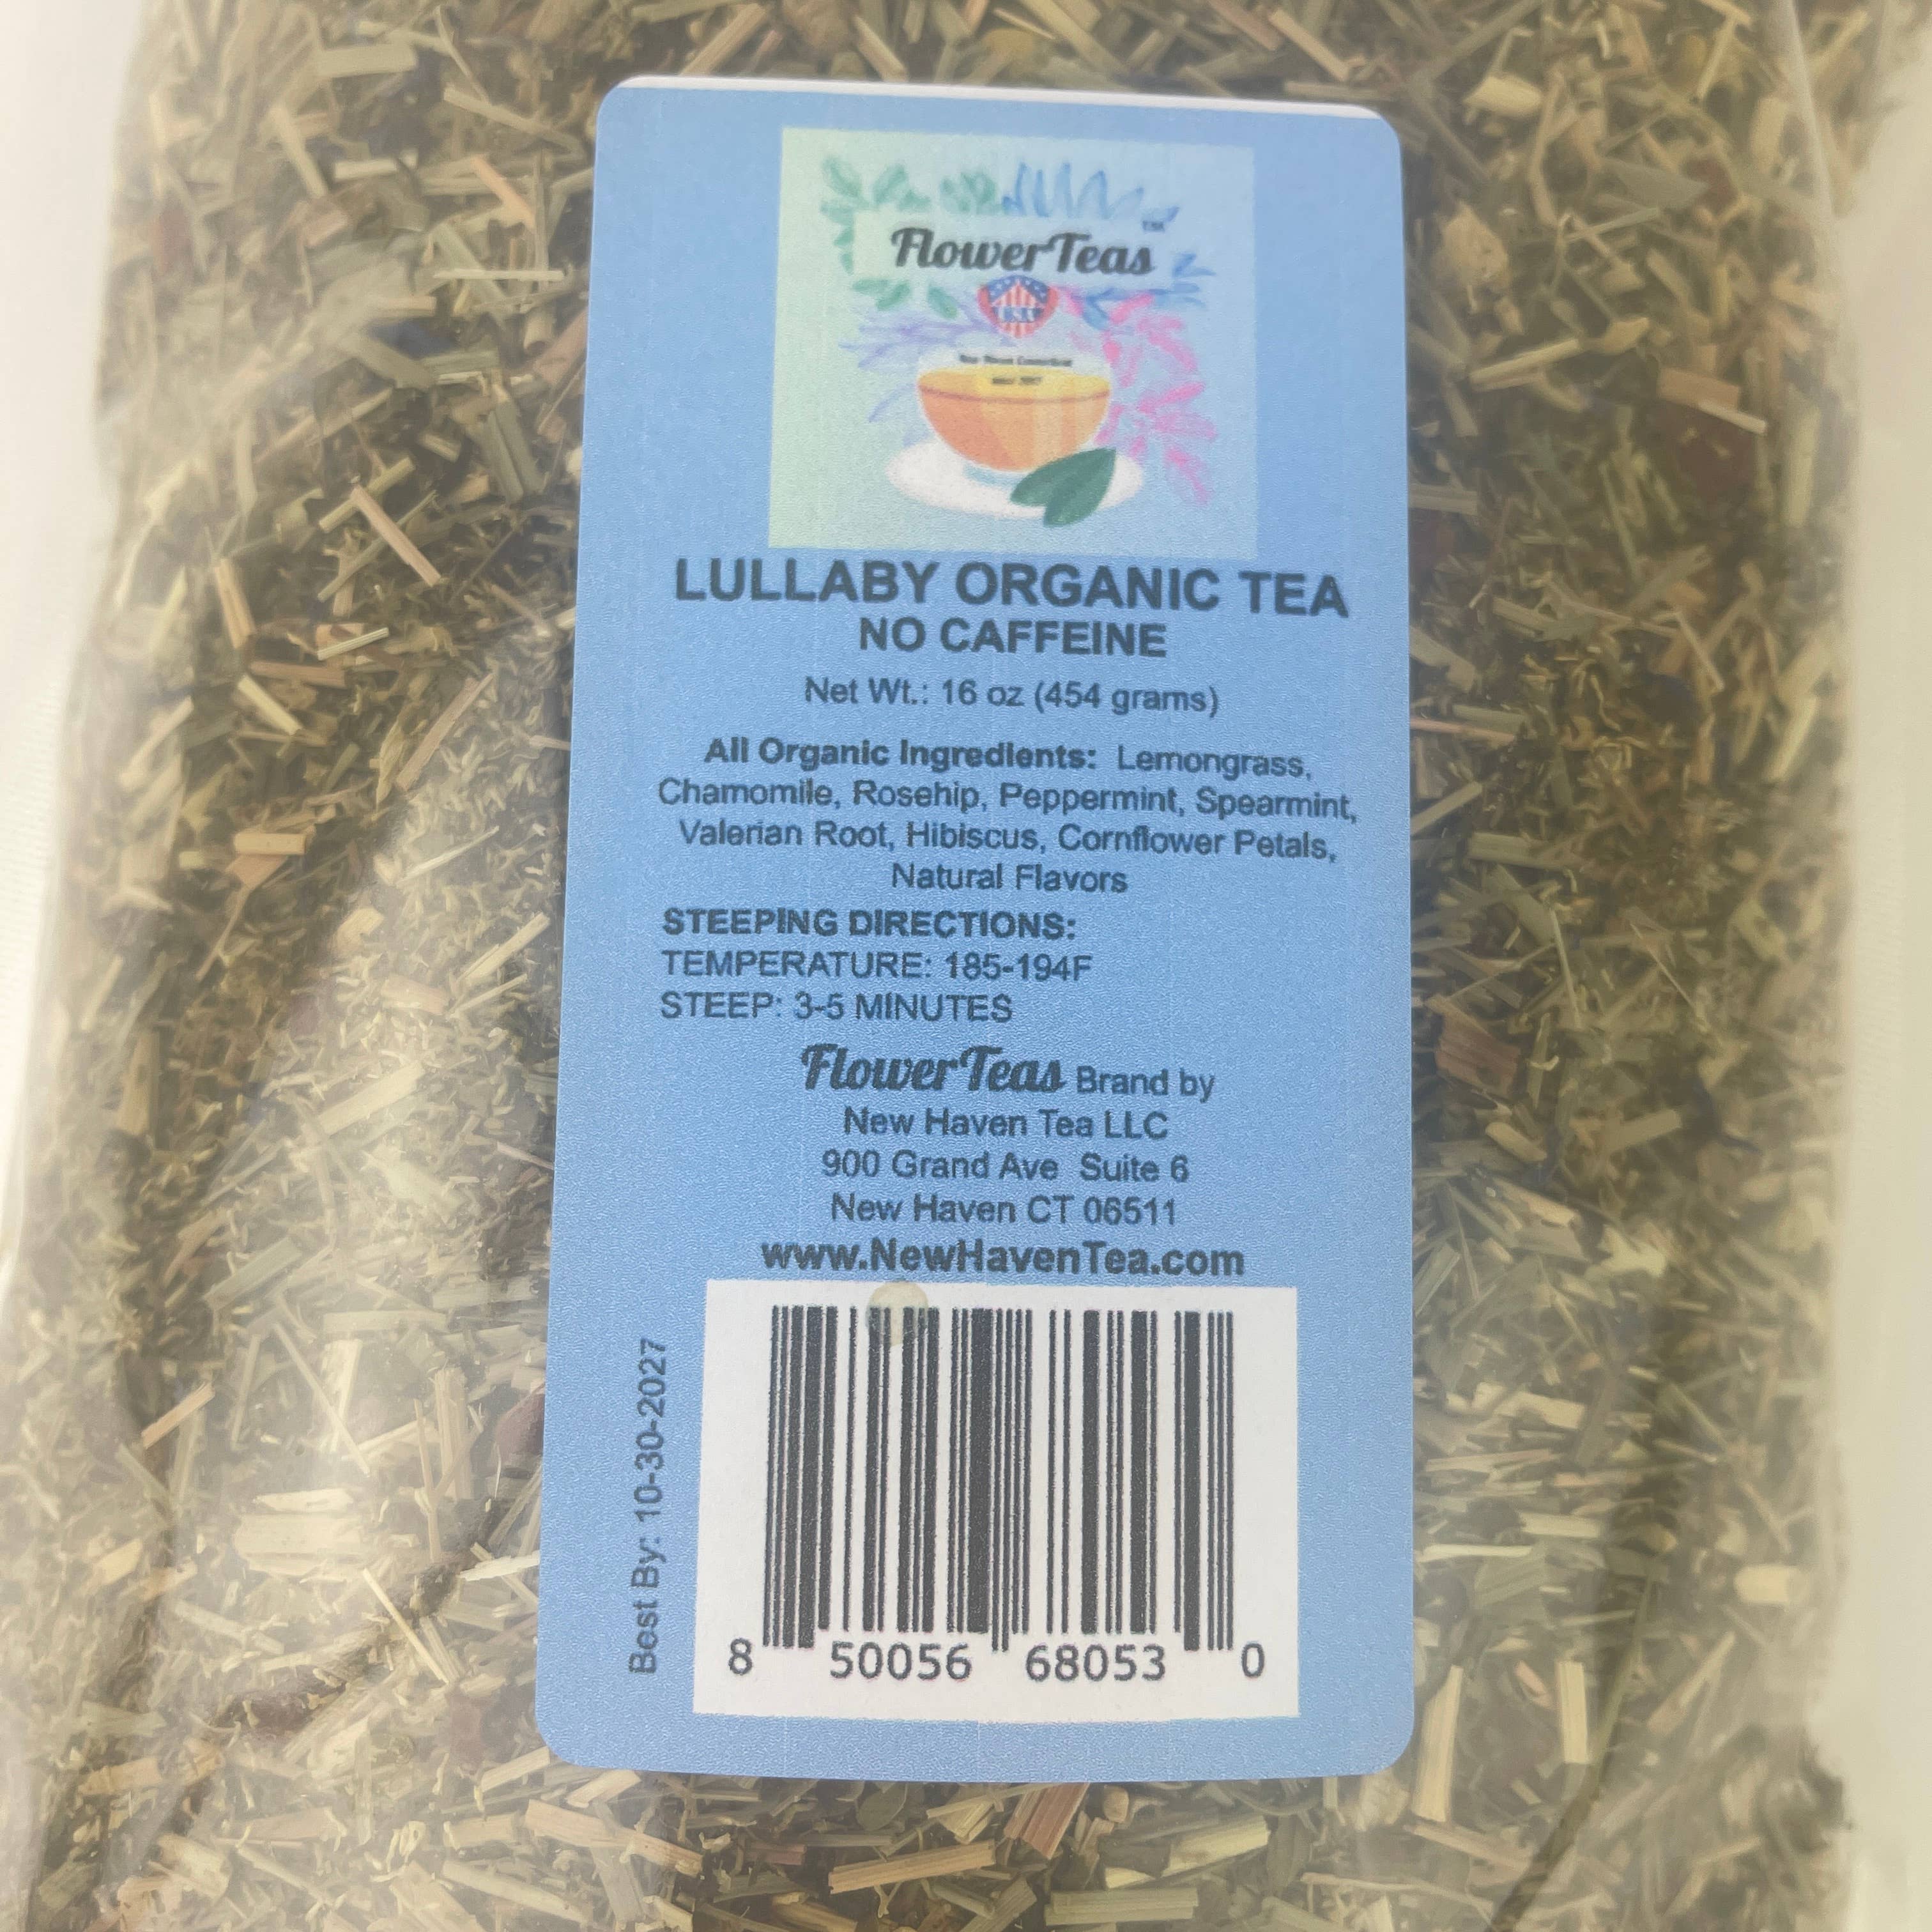 FlowerTeas™
USA
LULLABY ORGANIC TEA
NO CAFFEINE
Net Wt.: 16 oz (454 grams)
All Organic Ingredients: Lemongrass,
Chamomile, Rosehip, Peppermint, Spearmint,
Valerian Root, Hibiscus, Cornflower Petals,
Natural Flavors
STEEPING DIRECTIONS:
TEMPERATURE: 185-194F
STEEP: 3-5 MINUTES
FlowerTeas Brand by
New Haven Tea LLC
900 Grand Ave Suite 6
New Haven CT 06511
www.NewHavenTea.com
Best By: 10-30-2027
8 50056 68053 0